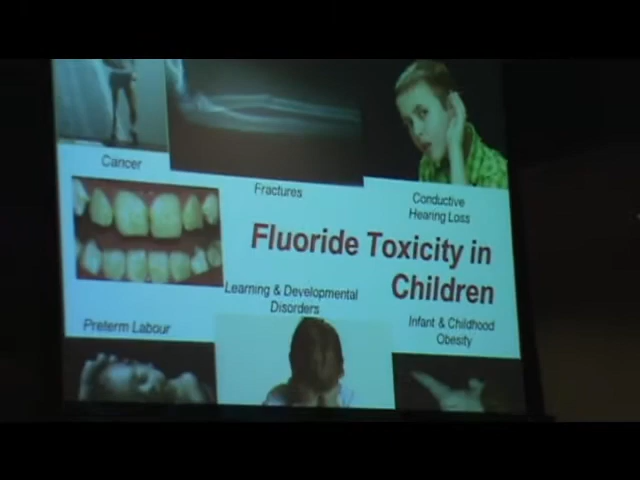 Cancer
Fractures
Conductive
Hearing Loss
Fluoride Toxicity in
Children
Learning & Developmental
Disorders
Preterm Labour
Infant & Childhood
Obesity